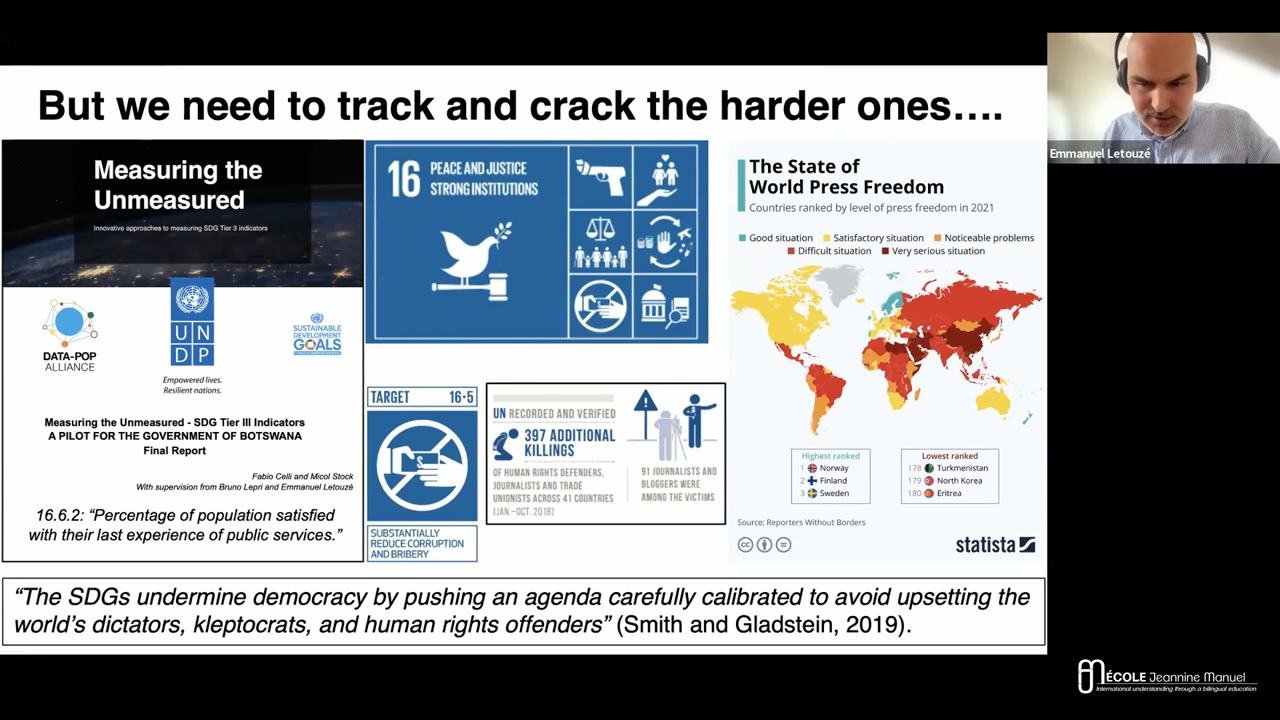 But we need to track and crack the harder ones….
Measuring the
Unmeasured
Innovative approaches to measuring SDG Tier 3 indicators
DATA-POP
ALLIANCE
U N
D P
Empowered lives.
Resilient nations.
SUSTAINABLE
DEVELOPMENT
GOALS
Measuring the Unmeasured - SDG Tier III Indicators
A PILOT FOR THE GOVERNMENT OF BOTSWANA
Final Report
Fabio Celli and Micol Stock
With supervision from Bruno Lepri and Emmanuel Letouzé
16.6.2: “Percentage of population satisfied
with their last experience of public services.”
16 PEACE AND JUSTICE
STRONG INSTITUTIONS
TARGET 16·5
SUBSTANTIALLY
REDUCE CORRUPTION
AND BRIBERY
UN RECORDED AND VERIFIED
397 ADDITIONAL
KILLINGS
OF HUMAN RIGHTS DEFENDERS,
JOURNALISTS AND TRADE
UNIONISTS ACROSS 41 COUNTRIES
(JAN.–OCT. 2018)
91 JOURNALISTS AND
BLOGGERS WERE
AMONG THE VICTIMS
The State of
World Press Freedom
Countries ranked by level of press freedom in 2021
Good situation Satisfactory situation Noticeable problems
Difficult situation Very serious situation
Highest ranked
1 Norway
2 Finland
3 Sweden
Lowest ranked
178 Turkmenistan
179 North Korea
180 Eritrea
Source: Reporters Without Borders
cc
statista
“The SDGs undermine democracy by pushing an agenda carefully calibrated to avoid upsetting the
world’s dictators, kleptocrats, and human rights offenders” (Smith and Gladstein, 2019).
Emmanuel Letouzé
ÉCOLE Jeannine Manuel
International understanding through a bilingual education